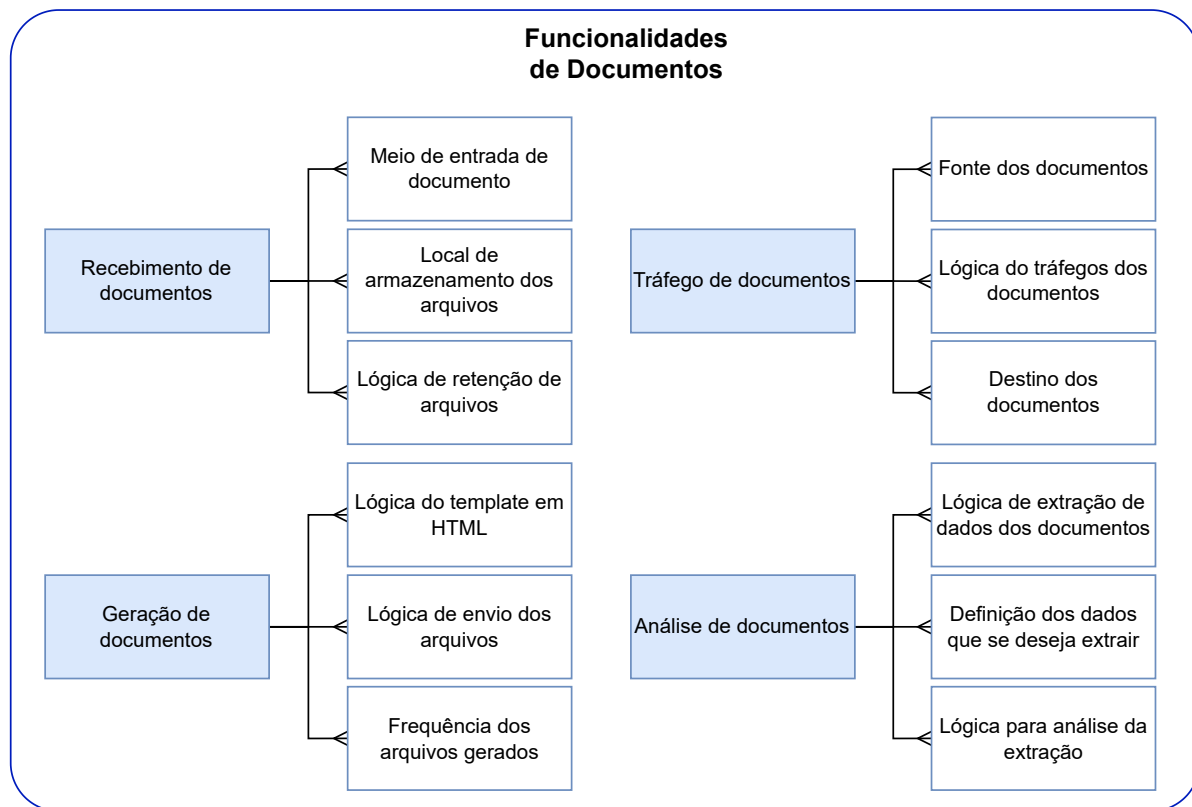 Funcionalidades
de Documentos
Meio de entrada de
documento
Recebimento de
documentos
Local de
armazenamento dos
arquivos
Lógica de retenção de
arquivos
Fonte dos documentos
Tráfego de documentos
Lógica do tráfegos dos
documentos
Destino dos
documentos
Lógica do template em
HTML
Geração de
documentos
Lógica de envio dos
arquivos
Frequência dos
arquivos gerados
Lógica de extração de
dados dos documentos
Análise de documentos
Definição dos dados
que se deseja extrair
Lógica para análise da
extração